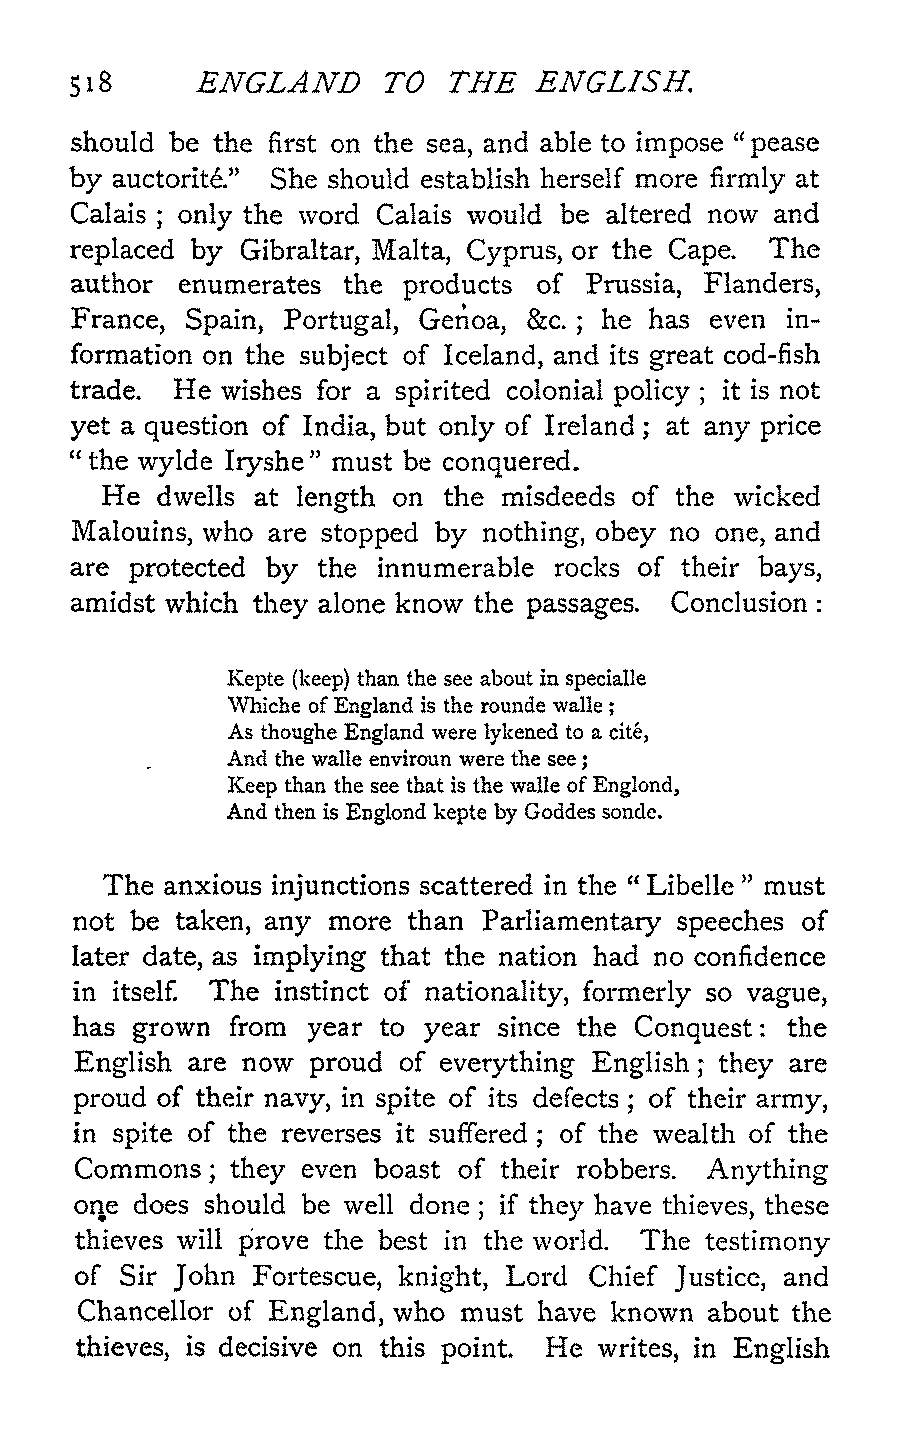 518 ENGLAND TO THE ENGLISH.
should be the first on the sea, and able to impose “ pease
by auctorité.” She should establish herself more firmly at
Calais ; only the word Calais would be altered now and
replaced by Gibraltar, Malta, Cyprus, or the Cape. The
author enumerates the products of Prussia, Flanders,
France, Spain, Portugal, Genoa, &c. ; he has even in-
formation on the subject of Iceland, and its great cod-fish
trade. He wishes for a spirited colonial policy ; it is not
yet a question of India, but only of Ireland ; at any price
“ the wylde Iryshe ” must be conquered.
He dwells at length on the misdeeds of the wicked
Malouins, who are stopped by nothing, obey no one, and
are protected by the innumerable rocks of their bays,
amidst which they alone know the passages. Conclusion :
Kepte (keep) than the see about in specialle
Whiche of England is the rounde walle ;
As thoughe England were lykened to a cité,
And the walle enviroun were the see ;
Keep than the see that is the walle of Englond,
And then is Englond kepte by Goddes sonde.
The anxious injunctions scattered in the “ Libelle ” must
not be taken, any more than Parliamentary speeches of
later date, as implying that the nation had no confidence
in itself. The instinct of nationality, formerly so vague,
has grown from year to year since the Conquest : the
English are now proud of everything English ; they are
proud of their navy, in spite of its defects ; of their army,
in spite of the reverses it suffered ; of the wealth of the
Commons ; they even boast of their robbers. Anything
one does should be well done ; if they have thieves, these
thieves will prove the best in the world. The testimony
of Sir John Fortescue, knight, Lord Chief Justice, and
Chancellor of England, who must have known about the
thieves, is decisive on this point. He writes, in English